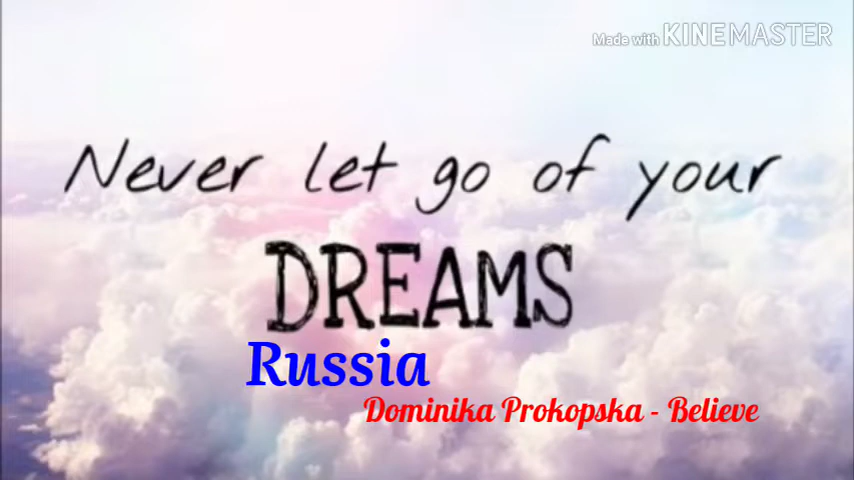 Made with KINEMASTER
Never let go of your
DREAMS
Russia
Dominika Prokopska - Believe